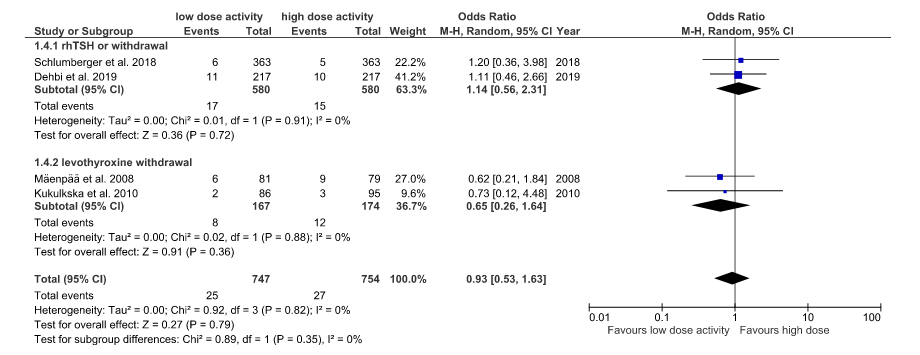 low dose activity high dose activity Odds Ratio Odds Ratio
Study or Subgroup Events Total Events Total Weight M-H, Random, 95% CI Year M-H, Random, 95% CI
1.4.1 rhTSH or withdrawal
Schlumberger et al. 2018 6 363 5 363 22.2% 1.20 [0.36, 3.98] 2018
Dehbi et al. 2019 11 217 10 217 41.2% 1.11 [0.46, 2.66] 2019
Subtotal (95% CI) 580 580 63.3% 1.14 [0.56, 2.31]
Total events 17 15
Heterogeneity: Tau² = 0.00; Chi² = 0.01, df = 1 (P = 0.91); I² = 0%
Test for overall effect: Z = 0.36 (P = 0.72)
1.4.2 levothyroxine withdrawal
Mäenpää et al. 2008 6 81 9 79 27.0% 0.62 [0.21, 1.84] 2008
Kukulkska et al. 2010 2 86 3 95 9.6% 0.73 [0.12, 4.48] 2010
Subtotal (95% CI) 167 174 36.7% 0.65 [0.26, 1.64]
Total events 8 12
Heterogeneity: Tau² = 0.00; Chi² = 0.02, df = 1 (P = 0.88); I² = 0%
Test for overall effect: Z = 0.91 (P = 0.36)
Total (95% CI) 747 754 100.0% 0.93 [0.53, 1.63]
Total events 25 27
Heterogeneity: Tau² = 0.00; Chi² = 0.92, df = 3 (P = 0.82); I² = 0%
Test for overall effect: Z = 0.27 (P = 0.79)
Test for subgroup differences: Chi² = 0.89, df = 1 (P = 0.35), I² = 0%
0.01 0.1 1 10 100
Favours low dose activity Favours high dose